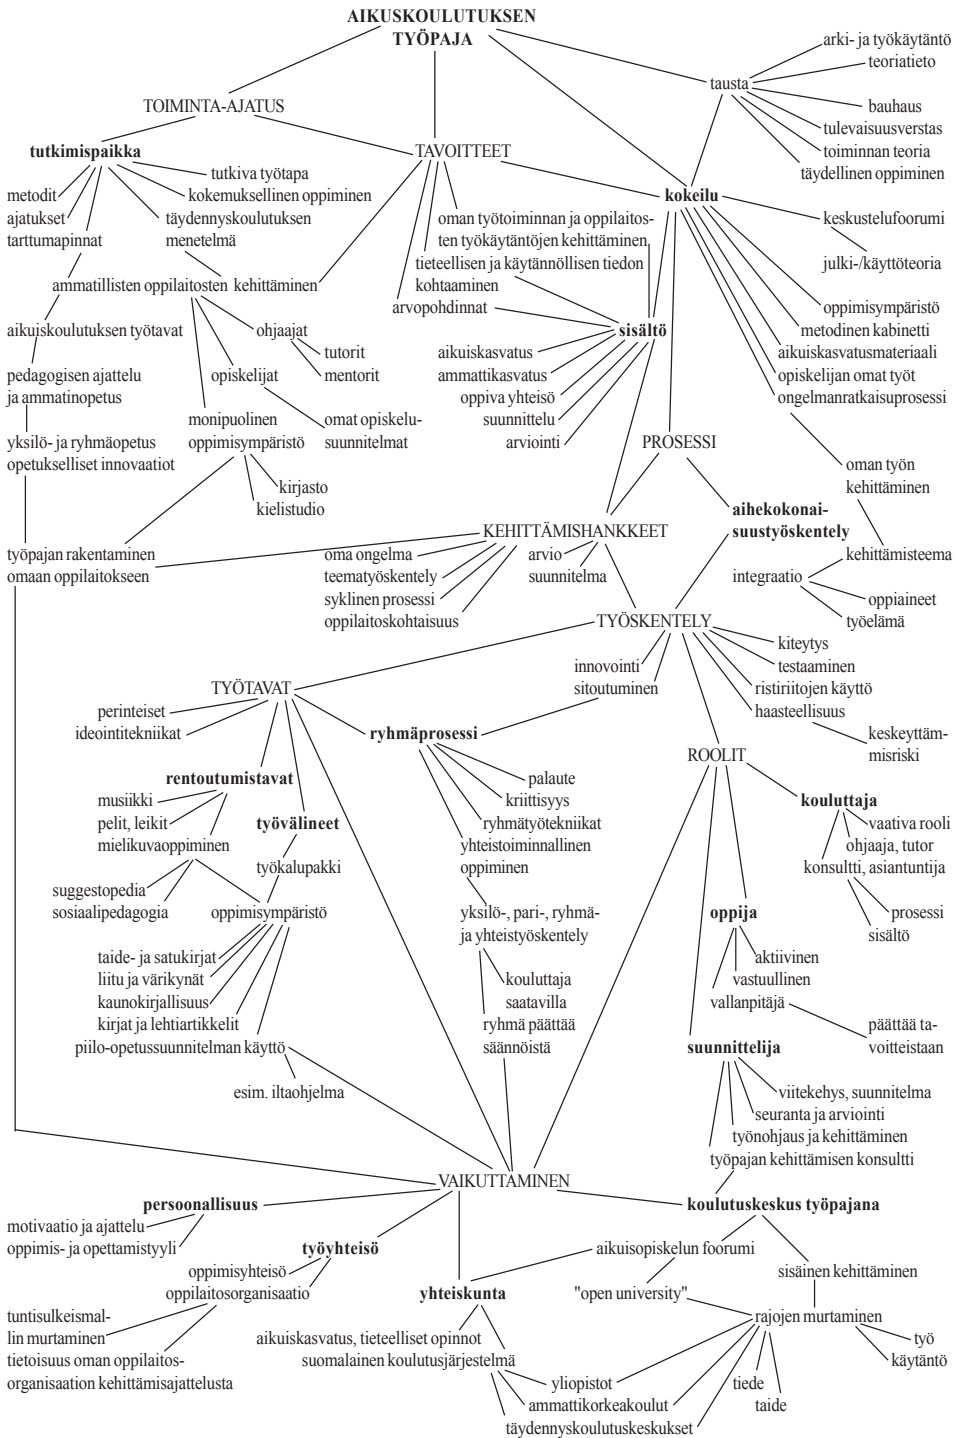 AIKUSKOULUTUKSEN
TYÖPAJA
arki- ja työkäytäntö
teoriatieto
tausta
bauhaus
tulevaisuusverstas
toiminnan teoria
täydellinen oppiminen
TOIMINTA-AJATUS
TAVOITTEET
tutkimispaikka
tutkiva työtapa
metodit
kokemuksellinen oppiminen
ajatukset
täydennyskoulutuksen
tarttumapinnat
menetelmä
kokeilu
keskustelufoorumi
julki-/käyttöteoria
oman työtoiminnan ja oppilaitos-
ten työkäytäntöjen kehittäminen
tieteellisen ja käytännöllisen tiedon
kohtaaminen
arvopohdinnat
ammatillisten oppilaitosten kehittäminen
oppimisympäristö
metodinen kabinetti
aikuiskasvatusmateriaali
opiskelijan omat työt
ongelmanratkaisuprosessi
aikuiskoulutuksen työtavat
ohjaajat
tutorit
mentorit
sisältö
aikuiskasvatus
ammattikasvatus
oppiva yhteisö
suunnittelu
arviointi
pedagogisen ajattelu
ja ammatinopetus
opiskelijat
monipuolinen
oppimisympäristö
omat opiskelu-
suunnitelmat
yksilö- ja ryhmäopetus
opetukselliset innovaatiot
kirjasto
kielistudio
PROSESSI
oman työn
kehittäminen
aihekokonai-
suustyöskentely
KEHITTÄMISHANKKEET
työpajan rakentaminen
omaan oppilaitokseen
oma ongelma
teematyöskentely
syklinen prosessi
oppilaitoskohtaisuus
arvio
suunnitelma
kehittämisteema
integraatio
oppiaineet
työelämä
TYÖSKENTELY
kiteytys
testaaminen
ristiriitojen käyttö
haasteellisuus
innovointi
sitoutuminen
keskeyttäm-
misriski
TYÖTAVAT
perinteiset
ideointitekniikat
ryhmäprosessi
ROOLIT
rentoutumistavat
musiikki
pelit, leikit
mielikuvaoppiminen
työvälineet
työkalupakki
palaute
kriittisyys
ryhmätyötekniikat
yhteistoiminnallinen
oppiminen
kouluttaja
vaativa rooli
ohjaaja, tutor
konsultti, asiantuntija
prosessi
sisältö
suggestopedia
sosiaalipedagogia
oppimisympäristö
yksilö-, pari-, ryhmä-
ja yhteistyöskentely
oppija
aktiivinen
vastuullinen
vallanpitäjä
taide- ja satukirjat
liitu ja värikynät
kaunokirjallisuus
kirjat ja lehtiartikkelit
piilo-opetussuunnitelman käyttö
kouluttaja
saatavilla
ryhmä päättää
säännöistä
päättää ta-
voitteistaan
suunnittelija
esim. iltaohjelma
viitekehys, suunnitelma
seuranta ja arviointi
työnohjaus ja kehittäminen
työpajan kehittämisen konsultti
VAIKUTTAMINEN
persoonallisuus
koulutuskeskus työpajana
motivaatio ja ajattelu
oppimis- ja opettamistyyli
työyhteisö
aikuisopiskelun foorumi
oppimisyhteisö
oppilaitosorganisaatio
sisäinen kehittäminen
yhteiskunta
"open university"
tuntisulkeismal-
lin murtaminen
tietoisuus oman oppilaitos-
organisaation kehittämisajattelusta
rajojen murtaminen
aikuiskasvatus, tieteelliset opinnot
suomalainen koulutusjärjestelmä
työ
käytäntö
yliopistot
tiede
ammattikorkeakoulut
taide
täydennyskoulutuskeskukset